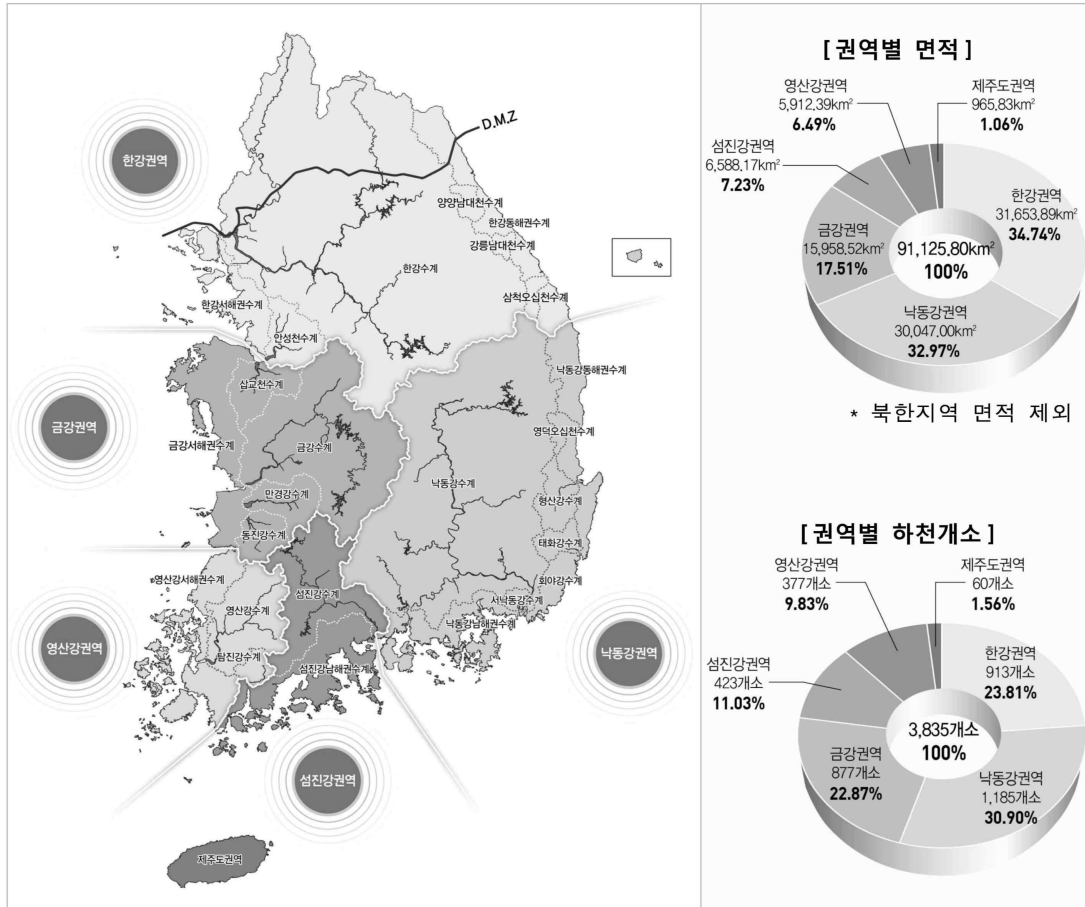 D.M.Z
한강권역
양양남대천수계
한강동해권수계
강릉남대천수계
한강수계
삼척오십천수계
한강서해권수계
안성천수계
낙동강동해권수계
삽교천수계
금강권역
영덕오십천수계
금강서해권수계
금강수계
낙동강수계
만경강수계
형산강수계
동진강수계
태화강수계
영산강서해권수계
회야강수계
섬진강수계
영산강수계
서낙동강수계
낙동강남해권수계
영산강권역
낙동강권역
탐진강수계
섬진강남해권수계
섬진강권역
제주도권역
[권역별 면적]
영산강권역
5,912.39km²
6.49%
제주도권역
965.83km²
1.06%
섬진강권역
6,588.17km²
7.23%
한강권역
31,653.89km²
34.74%
금강권역
15,958.52km²
17.51%
91,125.80km²
100%
낙동강권역
30,047.00km²
32.97%
* 북한지역 면적 제외
[권역별 하천개소]
영산강권역
377개소
9.83%
제주도권역
60개소
1.56%
섬진강권역
423개소
11.03%
한강권역
913개소
23.81%
3,835개소
100%
금강권역
877개소
22.87%
낙동강권역
1,185개소
30.90%